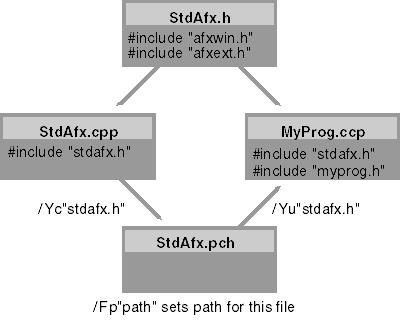 StdAfx.h
#include "afxwin.h"
#include "afxext.h"
StdAfx.cpp
#include "stdafx.h"
MyProg.ccp
#include "stdafx.h"
#include "myprog.h"
/Yc"stdafx.h"
/Yu"stdafx.h"
StdAfx.pch
/Fp"path" sets path for this file